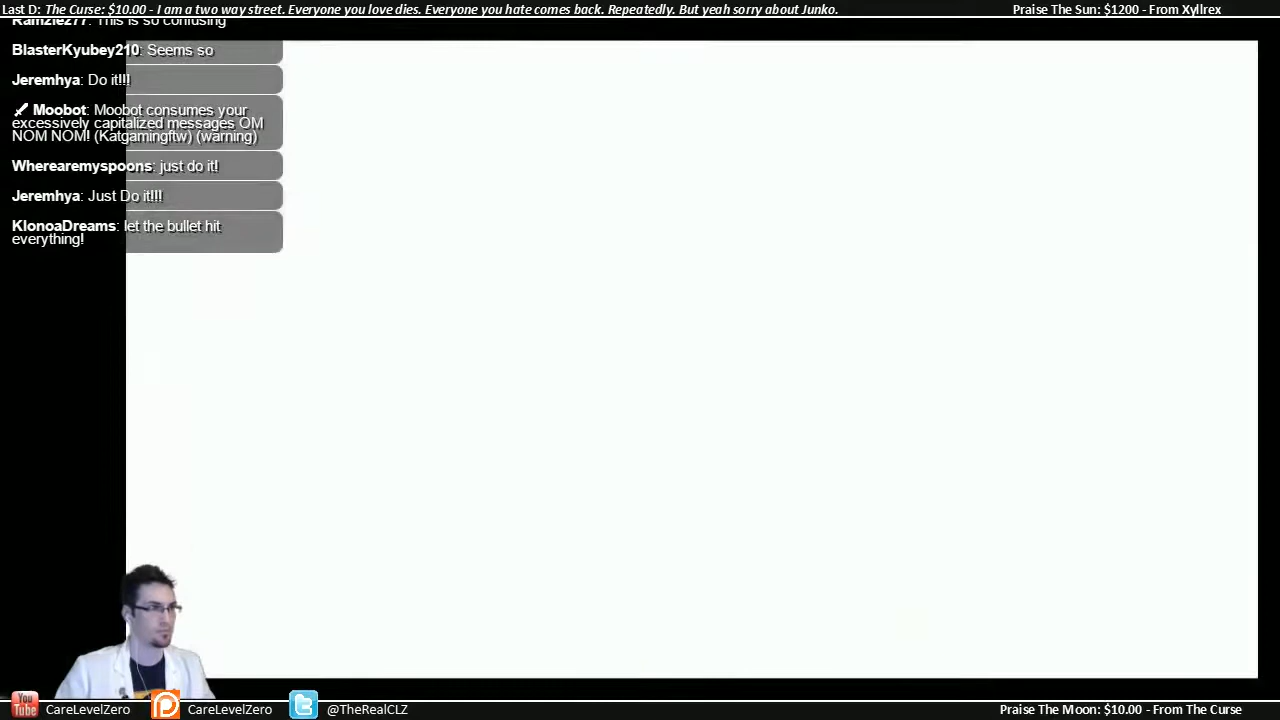 Last D: The Curse: $10.00 - I am a two way street. Everyone you love dies. Everyone you hate comes back. Repeatedly. But yeah sorry about Junko.
Praise The Sun: $1200 - From Xyllrex
Ramzie277: This is so confusing
BlasterKyubey210: Seems so
Jeremhya: Do it!!!
Moobot: Moobot consumes your
excessively capitalized messages OM
NOM NOM! (Katgamingftw) (warning)
Wherearemyspoons: just do it!
Jeremhya: Just Do it!!!
KlonoaDreams: let the bullet hit
everything!
You
Tube
CareLevelZero
CareLevelZero
@TheRealCLZ
Praise The Moon: $10.00 - From The Curse